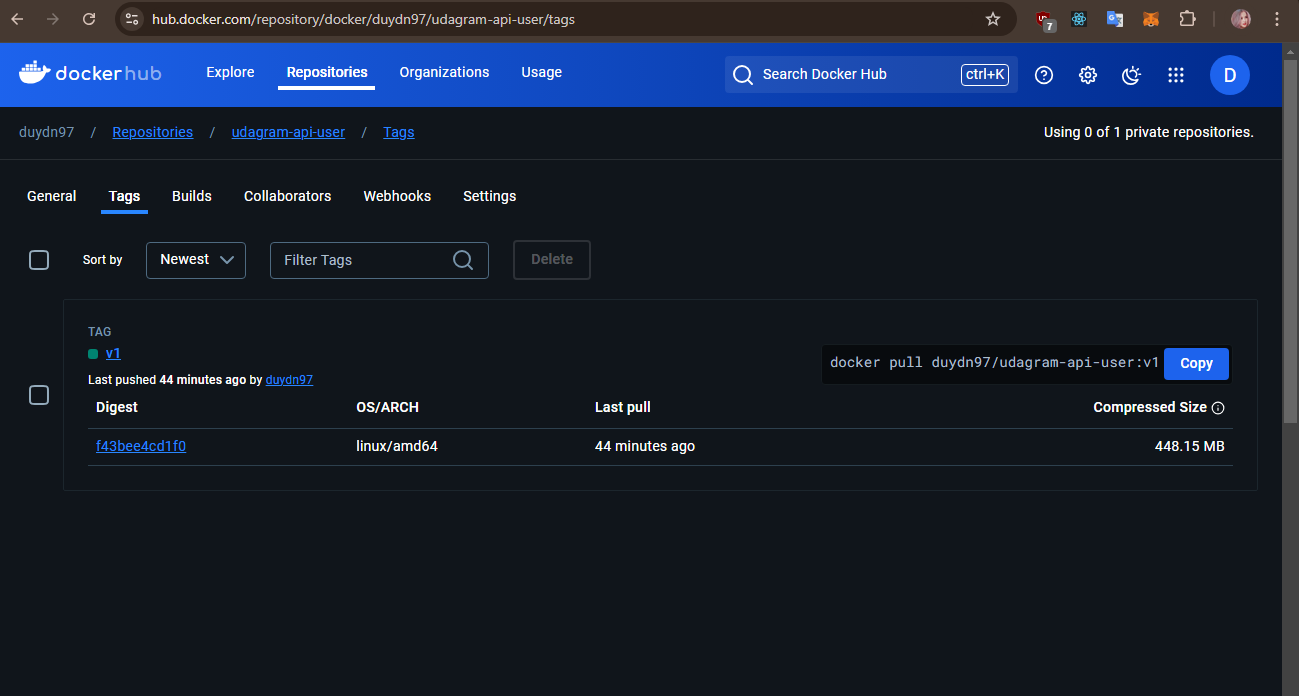 hub.docker.com/repository/docker/duydn97/udagram-api-user/tags
7
dockerhub Explore Repositories Organizations Usage Search Docker Hub ctrl+K D
duydn97 / Repositories / udagram-api-user / Tags Using 0 of 1 private repositories.
General Tags Builds Collaborators Webhooks Settings
Sort by Newest Filter Tags Delete
TAG
v1
docker pull duydn97/udagram-api-user:v1 Copy
Last pushed 44 minutes ago by duydn97
Digest OS/ARCH Last pull Compressed Size
f43bee4cd1f0 linux/amd64 44 minutes ago 448.15 MB